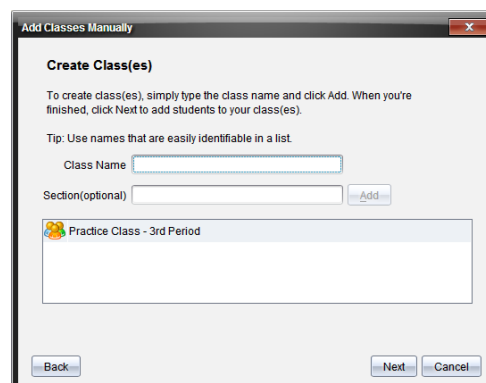 Add Classes Manually
Create Class(es)
To create class(es), simply type the class name and click Add. When you're
finished, click Next to add students to your class(es).
Tip: Use names that are easily identifiable in a list.
Class Name
Section(optional) Add
Practice Class - 3rd Period
Back Next Cancel